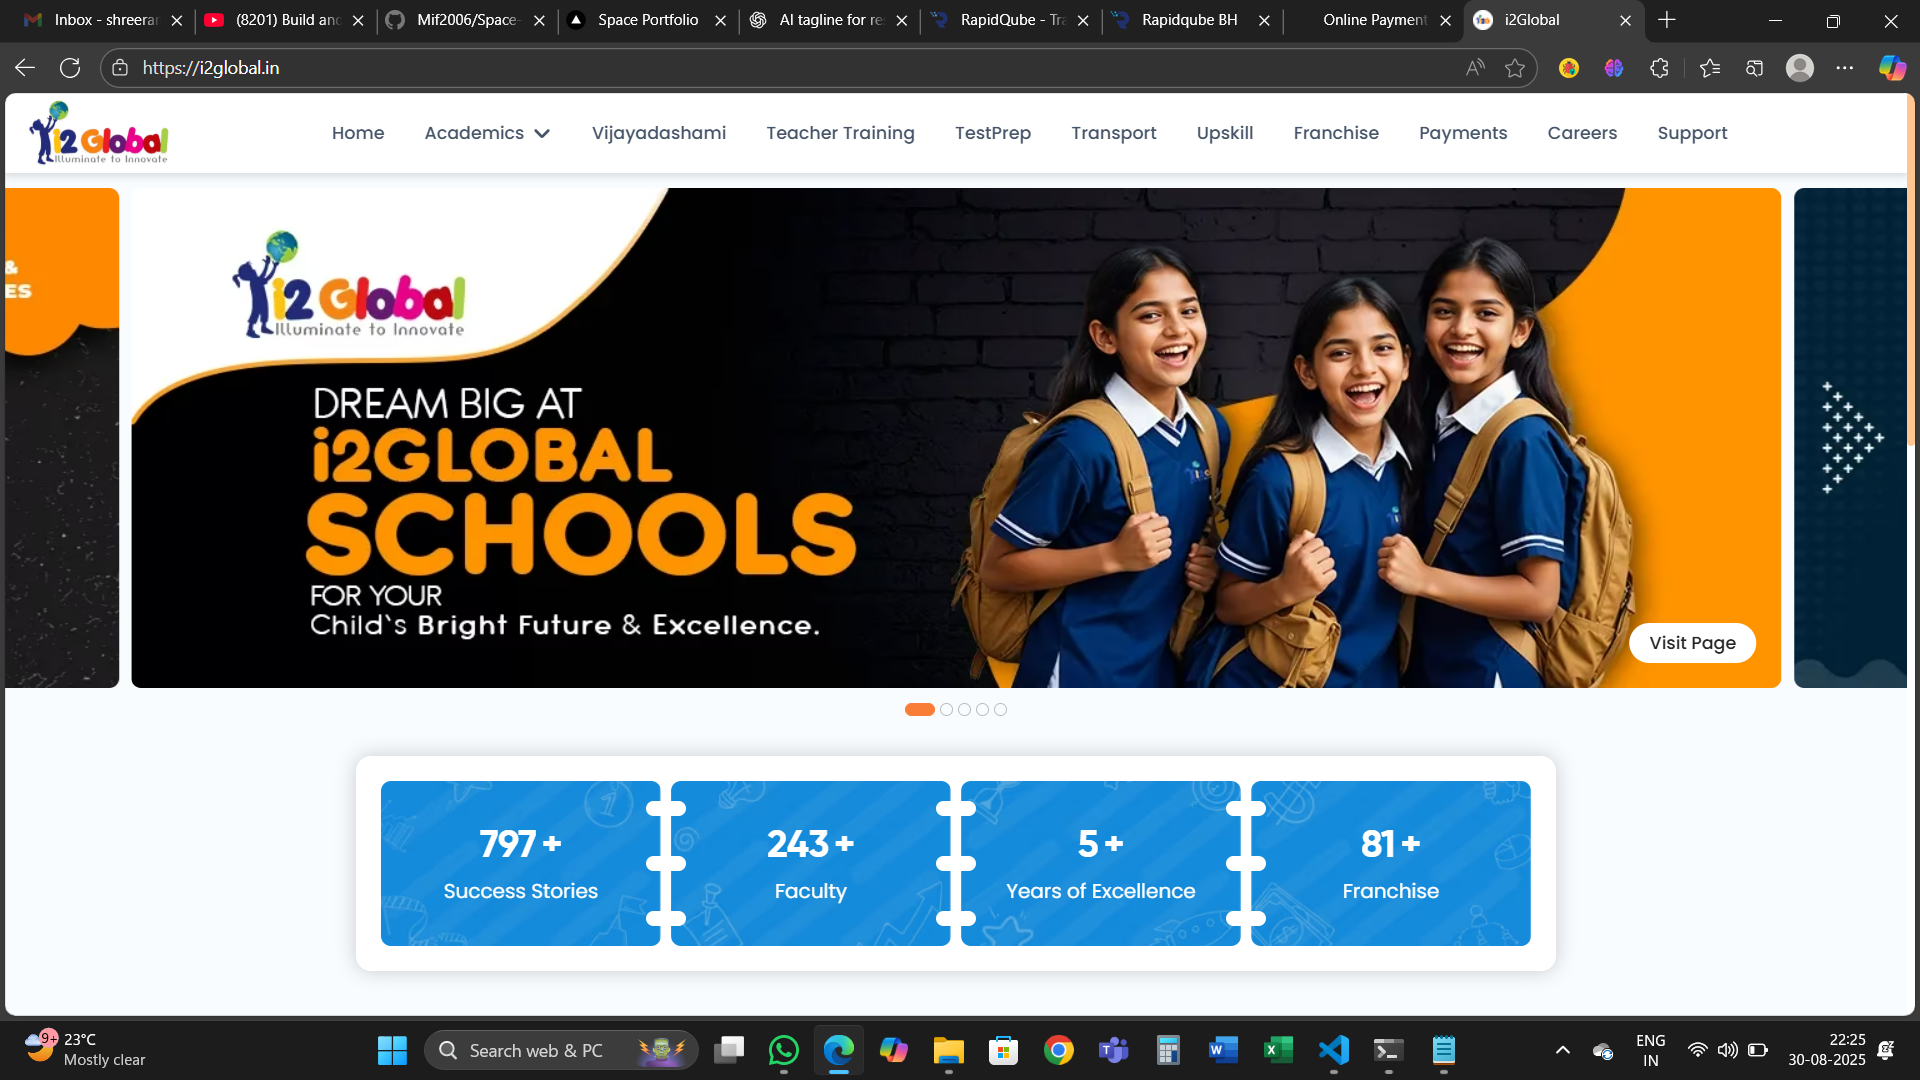 Inbox - shreeran
(8201) Build and
Mif2006/Space-
Space Portfolio
AI tagline for re
RapidQube - Tra
Rapidqube BH
Online Payment
i2Global
https://i2global.in
i2 Global
Illuminate to Innovate
Home
Academics
Vijayadashami
Teacher Training
TestPrep
Transport
Upskill
Franchise
Payments
Careers
Support
&
ES
i2 Global
Illuminate to Innovate
DREAM BIG AT
i2GLOBAL
SCHOOLS
FOR YOUR
Child`s Bright Future & Excellence.
Visit Page
797 +
Success Stories
243 +
Faculty
5 +
Years of Excellence
81 +
Franchise
9+
23°C
Mostly clear
Search web & PC
ENG
IN
22:25
30-08-2025